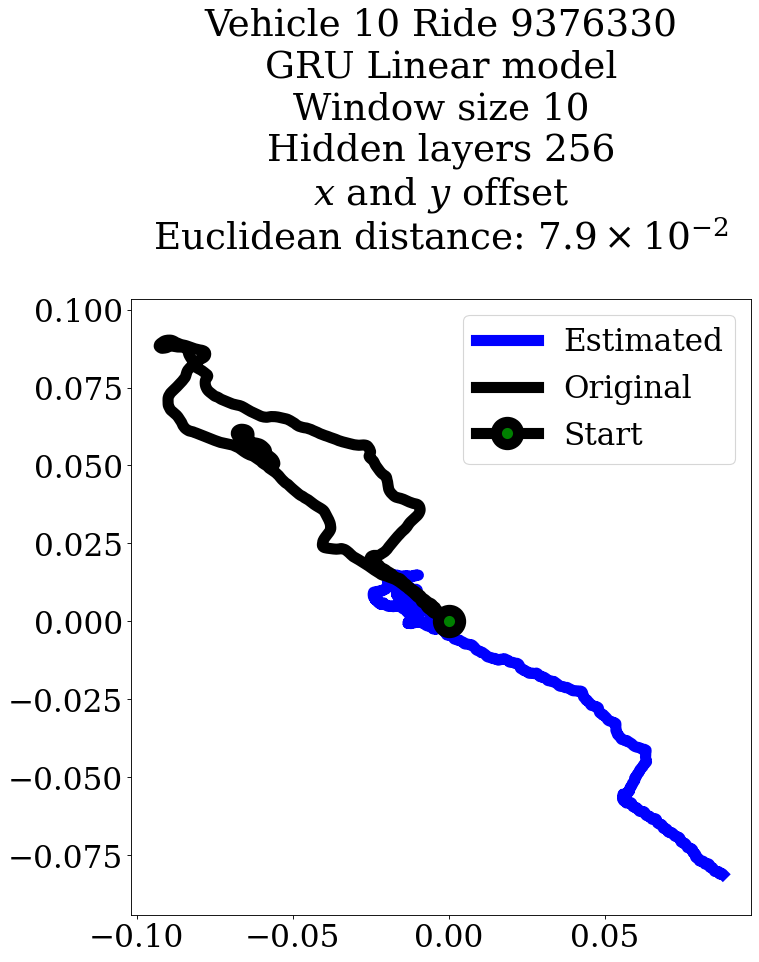 Vehicle 10 Ride 9376330
GRU Linear model
Window size 10
Hidden layers 256
x and y offset
Euclidean distance: 7.9 × 10⁻²
Estimated
Original
Start
0.100
0.075
0.050
0.025
0.000
−0.025
−0.050
−0.075
−0.10 −0.05 0.00 0.05